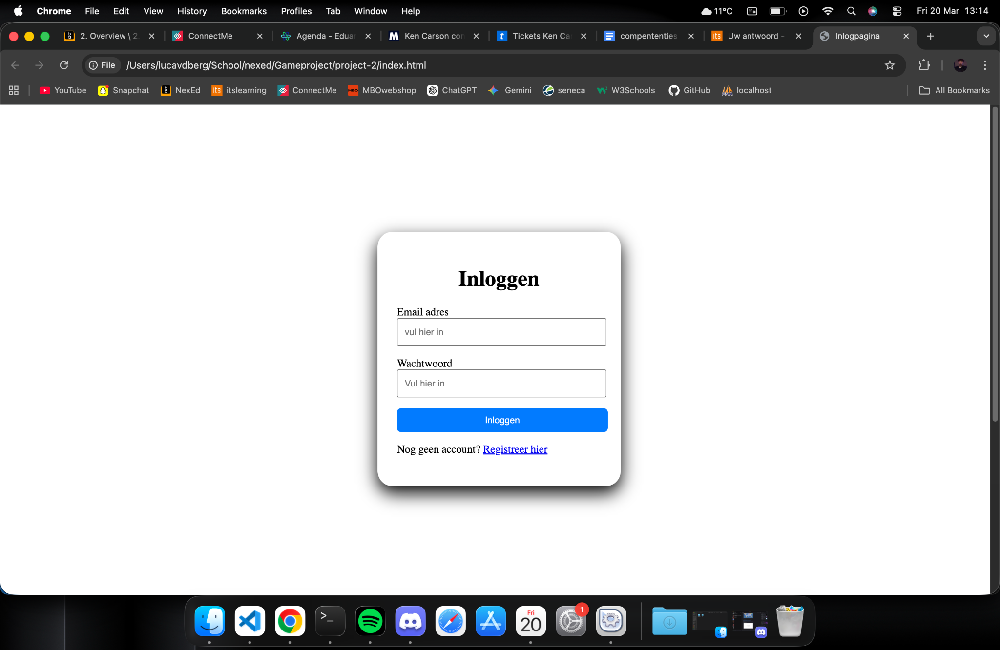 Chrome File Edit View History Bookmarks Profiles Tab Window Help 11°C Fri 20 Mar 13:14
2. Overview \ 2. ConnectMe Agenda - Eduar Ken Carson con Tickets Ken Ca compententies Uw antwoord - Inlogpagina
File /Users/lucavdberg/School/nexed/Gameproject/project-2/index.html
YouTube Snapchat NexEd itslearning ConnectMe MBOwebshop ChatGPT Gemini seneca W3Schools GitHub localhost All Bookmarks
Inloggen
Email adres
vul hier in
Wachtwoord
Vul hier in
Inloggen
Nog geen account? Registreer hier
Fri
20
1